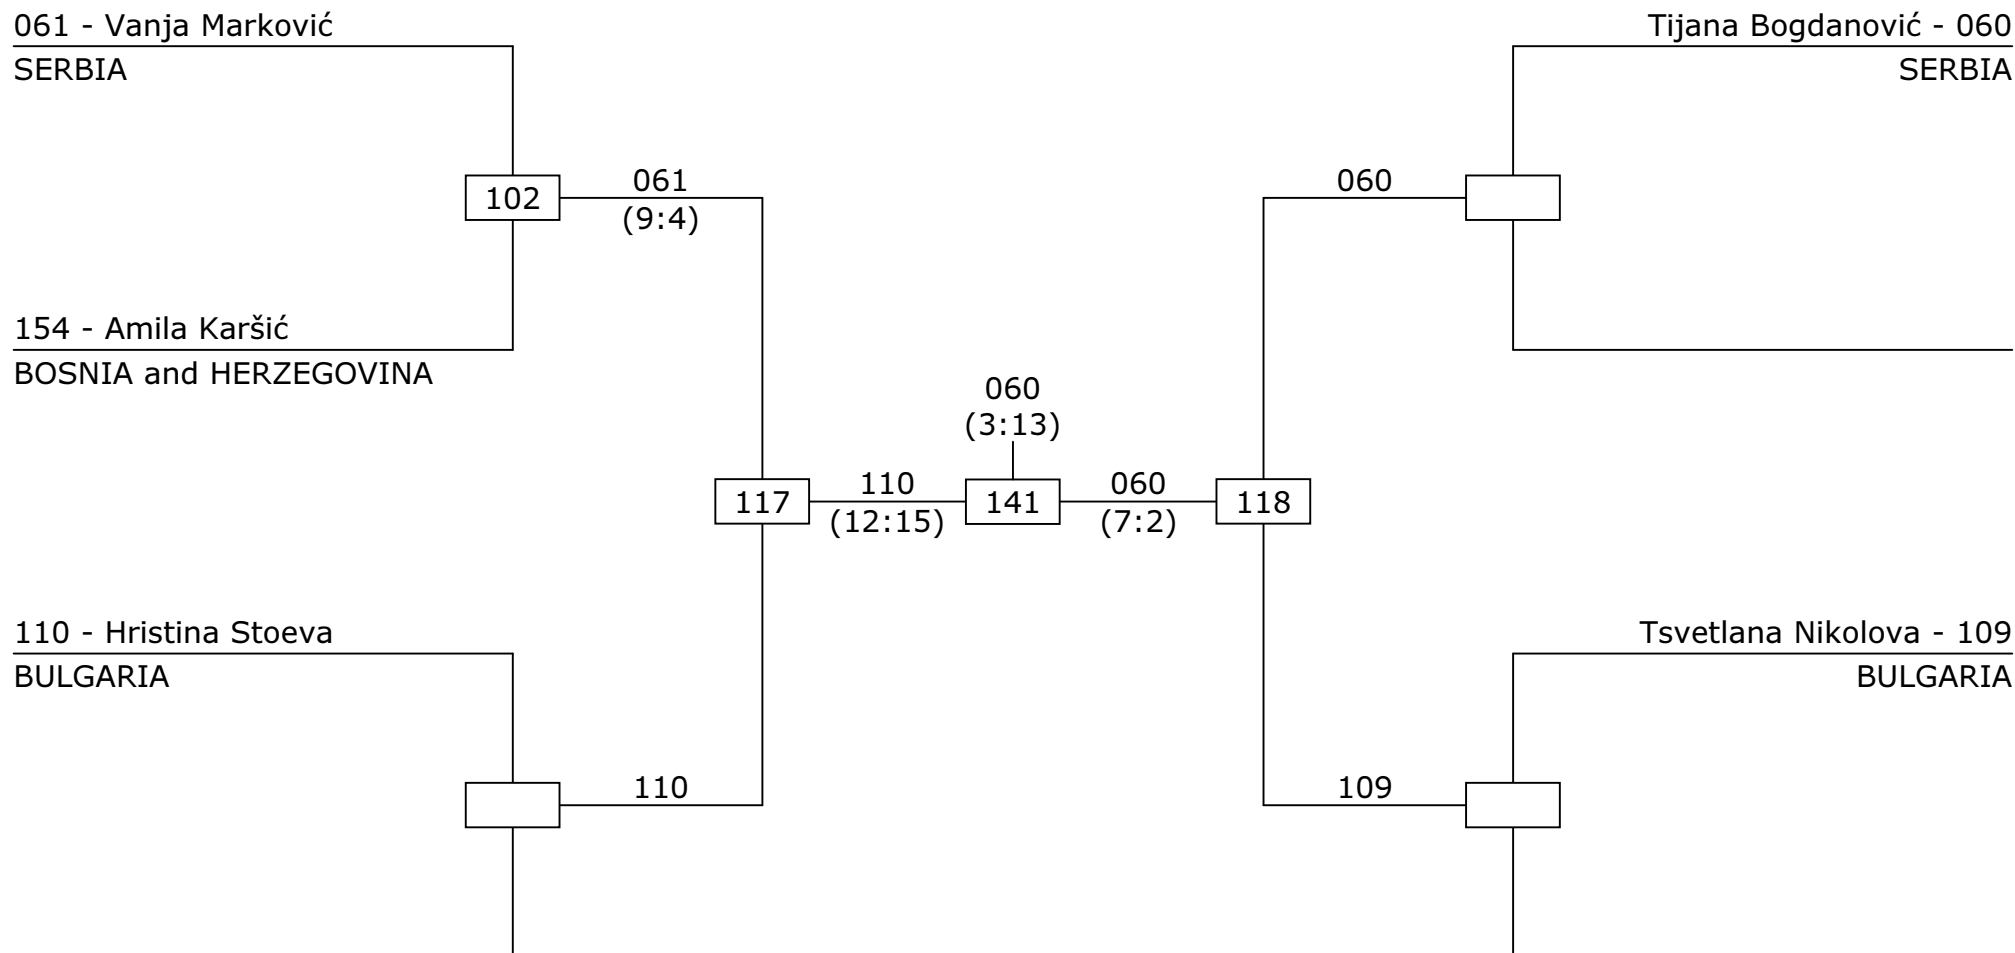 061 - Vanja Marković
SERBIA
Tijana Bogdanović - 060
SERBIA
102
061
(9:4)
060
154 - Amila Karšić
BOSNIA and HERZEGOVINA
060
(3:13)
117
110
(12:15)
141
060
(7:2)
118
110 - Hristina Stoeva
BULGARIA
Tsvetlana Nikolova - 109
BULGARIA
110
109